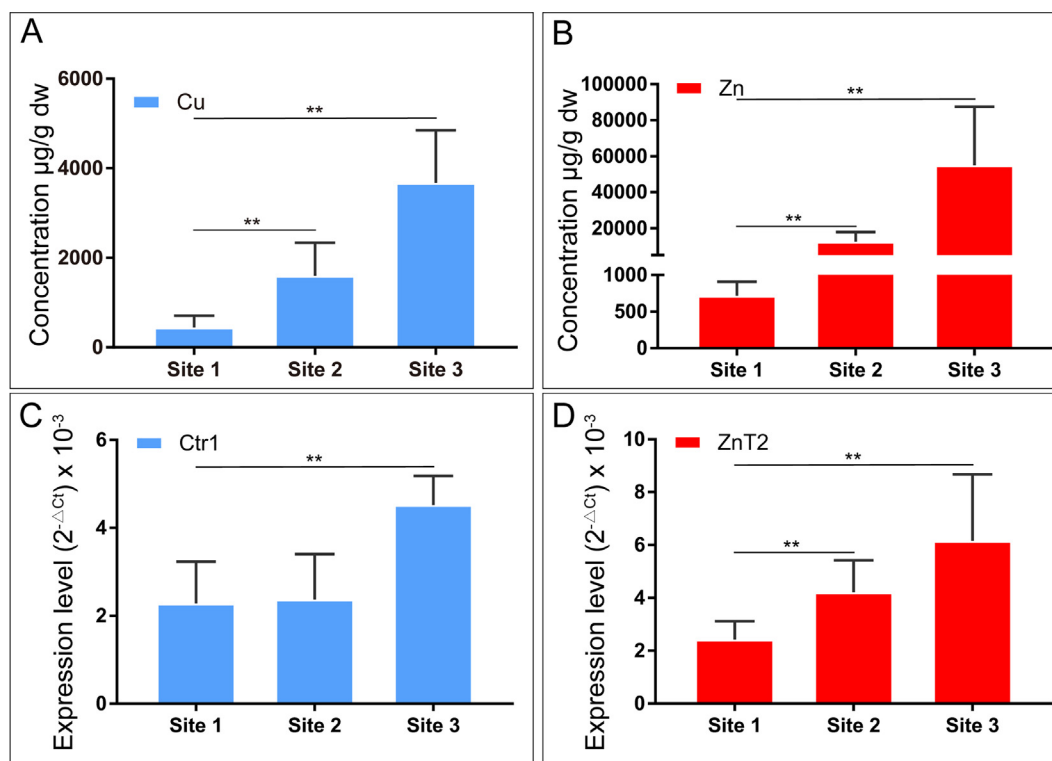 A
Cu
Concentration µg/g dw
6000
4000
2000
0
**
**
Site 1 Site 2 Site 3
B
Zn
Concentration µg/g dw
100000
80000
60000
40000
20000
1000
500
0
**
**
Site 1 Site 2 Site 3
C
Ctr1
Expression level (2^-△Ct) x 10^-3
6
4
2
0
**
Site 1 Site 2 Site 3
D
ZnT2
Expression level (2^-△Ct) x 10^-3
10
8
6
4
2
0
**
**
Site 1 Site 2 Site 3